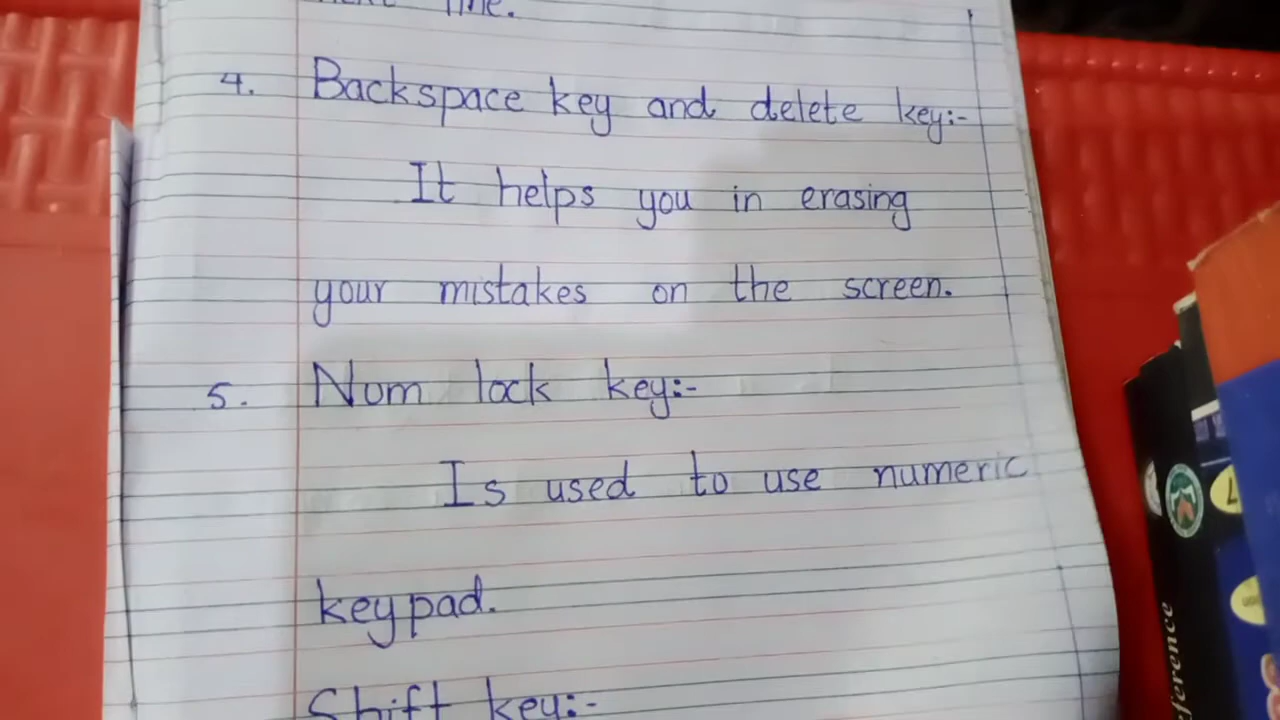 line.
4. Backspace key and delete key:-
It helps you in erasing
your mistakes on the screen.
5. Num lock key:-
Is used to use numeric
keypad.
Shift key:-